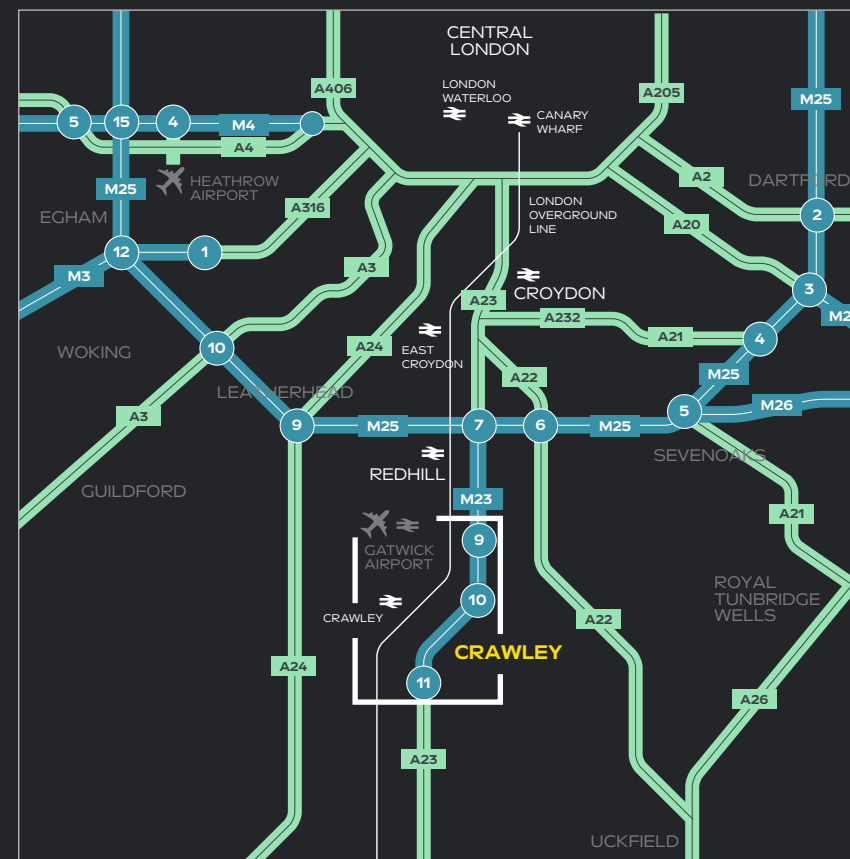 CENTRAL
LONDON
A406
LONDON
WATERLOO
A205
M25
CANARY
WHARF
5
15
4
M4
A4
M25
HEATHROW
AIRPORT
A2
DARTFORD
EGHAM
A316
LONDON
OVERGROUND
LINE
A20
2
12
1
M3
A3
CROYDON
3
A23
A232
M2
A21
4
WOKING
10
A24
EAST
CROYDON
A22
M25
LEATHERHEAD
A3
9
M25
7
6
M25
5
M26
REDHILL
SEVENOAKS
GUILDFORD
M23
A21
GATWICK
AIRPORT
9
10
CRAWLEY
ROYAL
TUNBRIDGE
WELLS
A22
CRAWLEY
A24
11
A26
A23
UCKFIELD